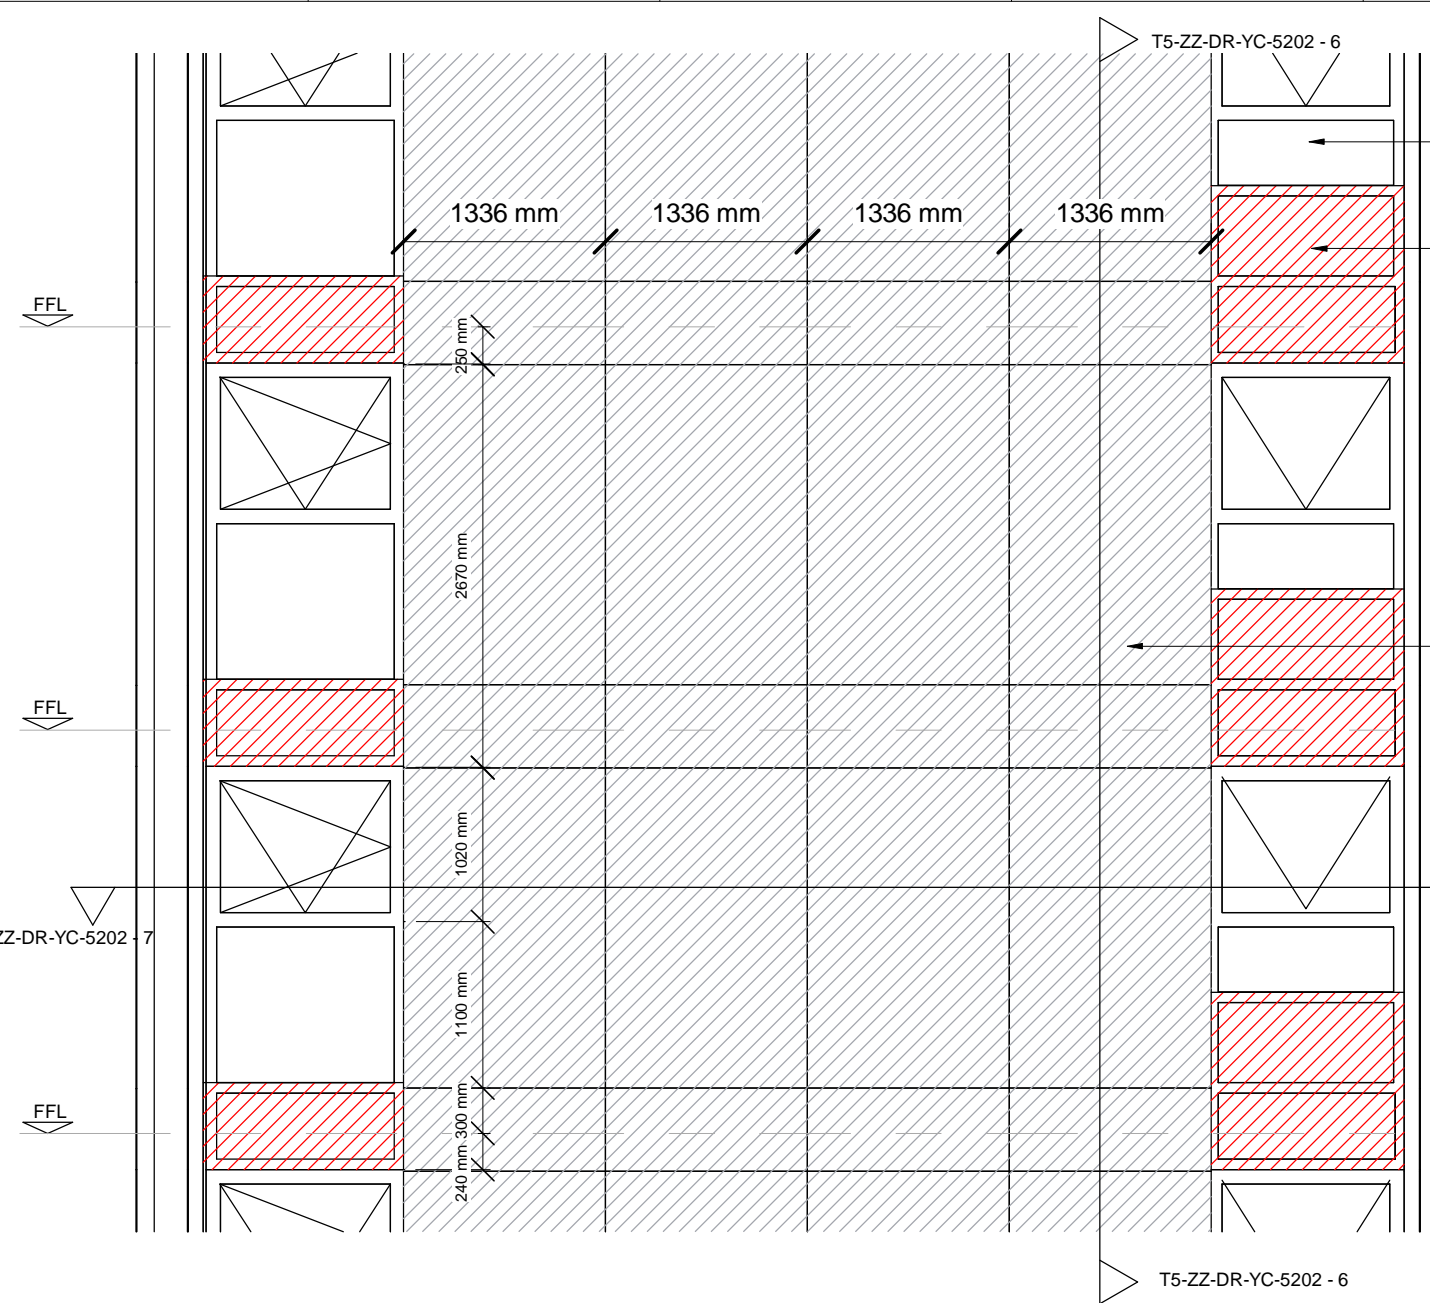 T5-ZZ-DR-YC-5202 - 6
1336 mm 1336 mm 1336 mm 1336 mm
FFL
250 mm
2670 mm
FFL
1020 mm
ZZ-DR-YC-5202 - 7
1100 mm
FFL
300 mm
240 mm
T5-ZZ-DR-YC-5202 - 6